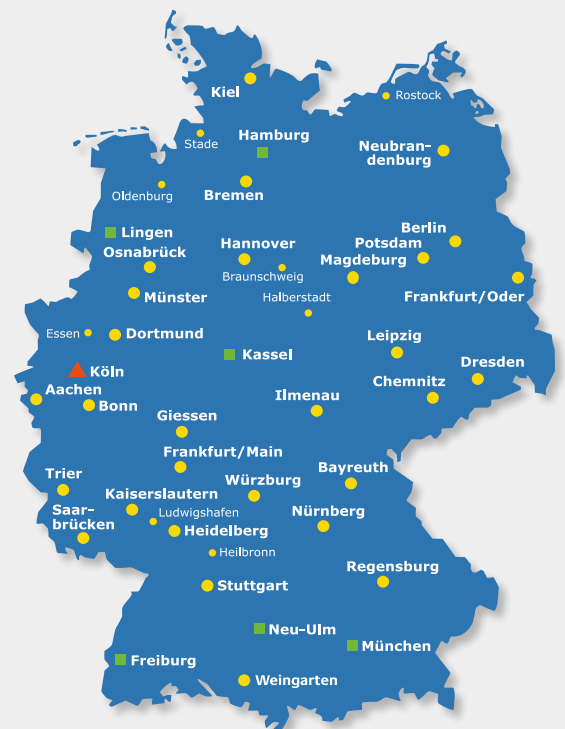 Kiel
Rostock
Stade
Hamburg
Neubran-
denburg
Oldenburg
Bremen
Lingen
Berlin
Osnabrück
Hannover
Potsdam
Braunschweig
Magdeburg
Münster
Halberstadt
Frankfurt/Oder
Essen
Dortmund
Leipzig
Kassel
Dresden
Köln
Chemnitz
Aachen
Bonn
Ilmenau
Giessen
Frankfurt/Main
Bayreuth
Trier
Würzburg
Kaiserslautern
Saar-
brücken
Ludwigshafen
Nürnberg
Heidelberg
Heilbronn
Regensburg
Stuttgart
Neu-Ulm
München
Freiburg
Weingarten